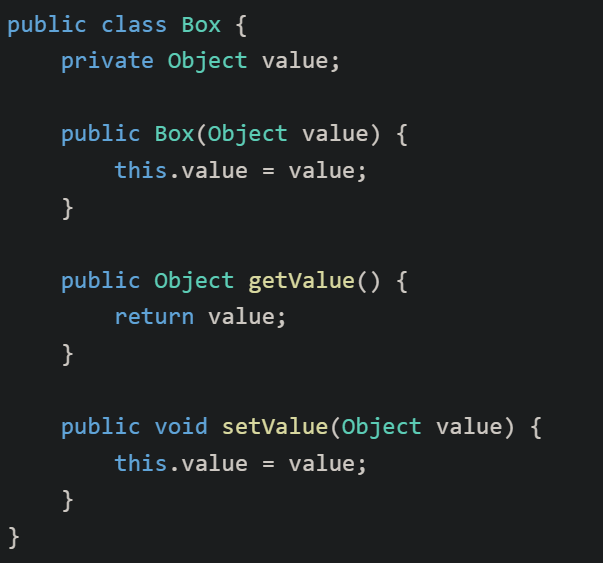 public class Box {
    private Object value;

    public Box(Object value) {
        this.value = value;
    }

    public Object getValue() {
        return value;
    }

    public void setValue(Object value) {
        this.value = value;
    }
}